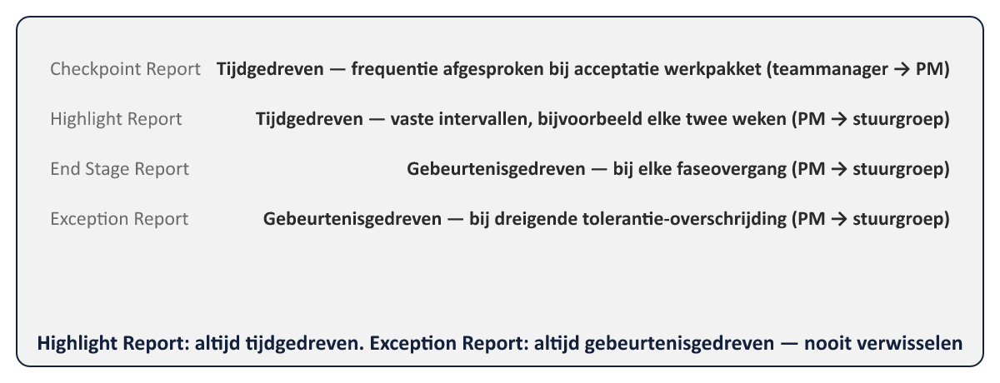 Checkpoint Report Tijdgedreven — frequentie afgesproken bij acceptatie werkpakket (teammanager → PM)
Highlight Report Tijdgedreven — vaste intervallen, bijvoorbeeld elke twee weken (PM → stuurgroep)
End Stage Report Gebeurtenisgedreven — bij elke faseovergang (PM → stuurgroep)
Exception Report Gebeurtenisgedreven — bij dreigende tolerantie-overschrijding (PM → stuurgroep)
Highlight Report: altijd tijdgedreven. Exception Report: altijd gebeurtenisgedreven — nooit verwisselen